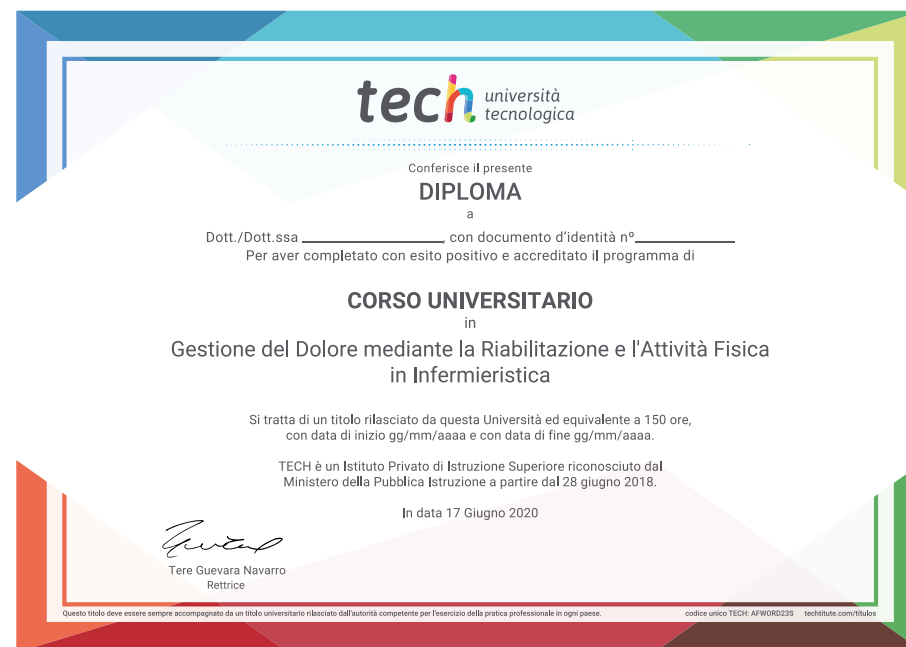 tech università
tecnologica
Conferisce il presente
DIPLOMA
a
Dott./Dott.ssa ____________________, con documento d'identità nº______________
Per aver completato con esito positivo e accreditato il programma di
CORSO UNIVERSITARIO
in
Gestione del Dolore mediante la Riabilitazione e l'Attività Fisica
in Infermieristica
Si tratta di un titolo rilasciato da questa Università ed equivalente a 150 ore,
con data di inizio gg/mm/aaaa e con data di fine gg/mm/aaaa.
TECH è un Istituto Privato di Istruzione Superiore riconosciuto dal
Ministero della Pubblica Istruzione a partire dal 28 giugno 2018.
In data 17 Giugno 2020
Tere Guevara Navarro
Rettrice
Questo titolo deve essere sempre accompagnato da un titolo universitario rilasciato dall'autorità competente per l'esercizio della pratica professionale in ogni paese. codice unico TECH: AFWORD23S techtitute.com/títulos